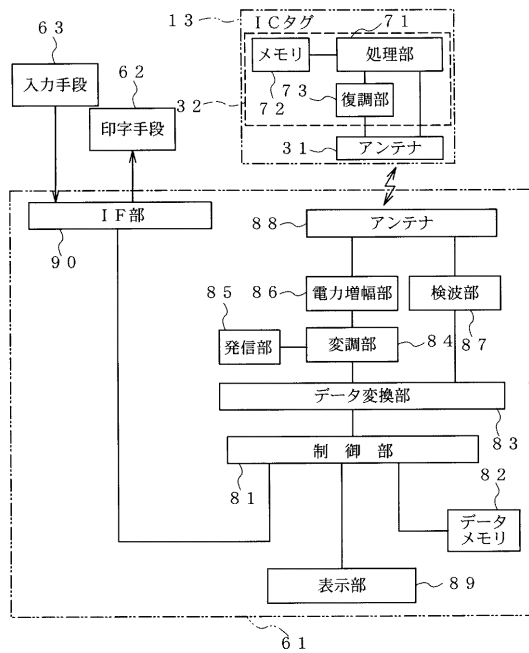 13
ICタグ
71
63
メモリ
処理部
62
73
入力手段
32
72
復調部
印字手段
31
アンテナ
IF部
88
アンテナ
90
86
電力増幅部
検波部
85
84
87
発信部
変調部
データ変換部
83
制御部
81
82
データ
メモリ
表示部
89
61